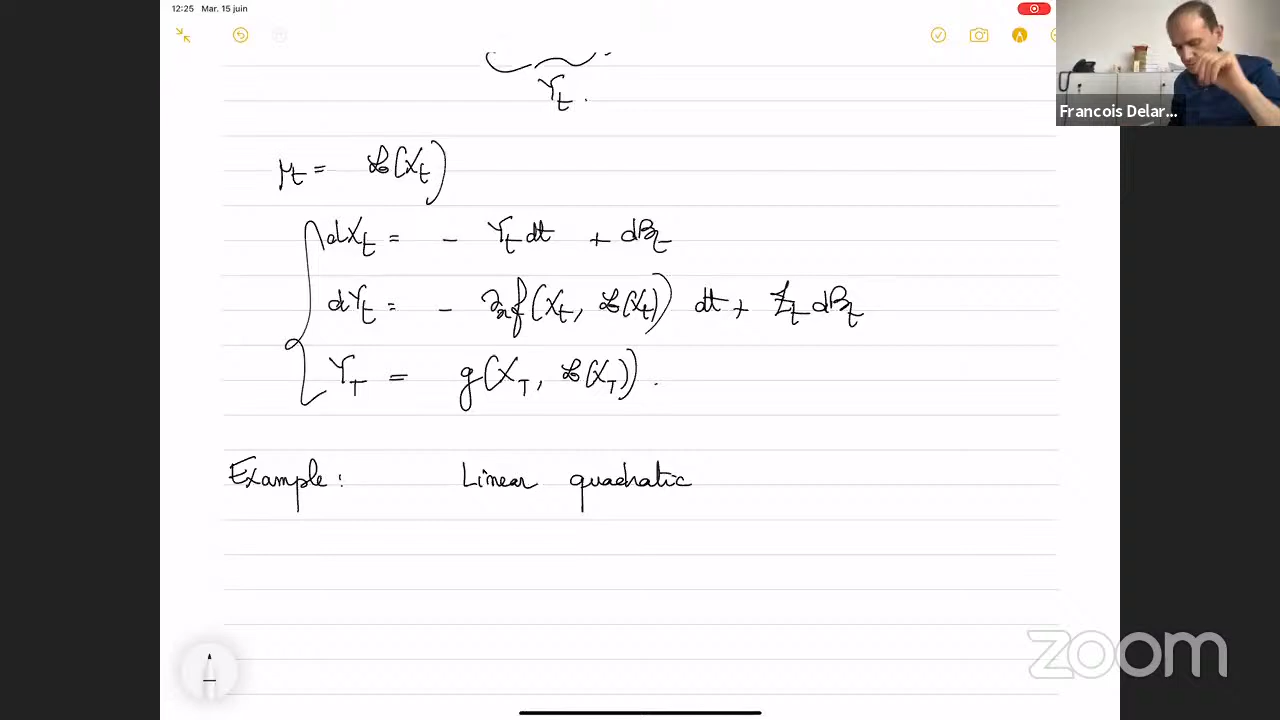 12:25 Mar. 15 juin
Francois Delar...
Y_t .
μ_t = ℒ(X_t)
dX_t = - Y_t dt + dB_t
dY_t = - ∂_x f(X_t, ℒ(X_t)) dt + Z_t dB_t
Y_T = g(X_T, ℒ(X_T)) .
Example: Linear quadratic
zoom